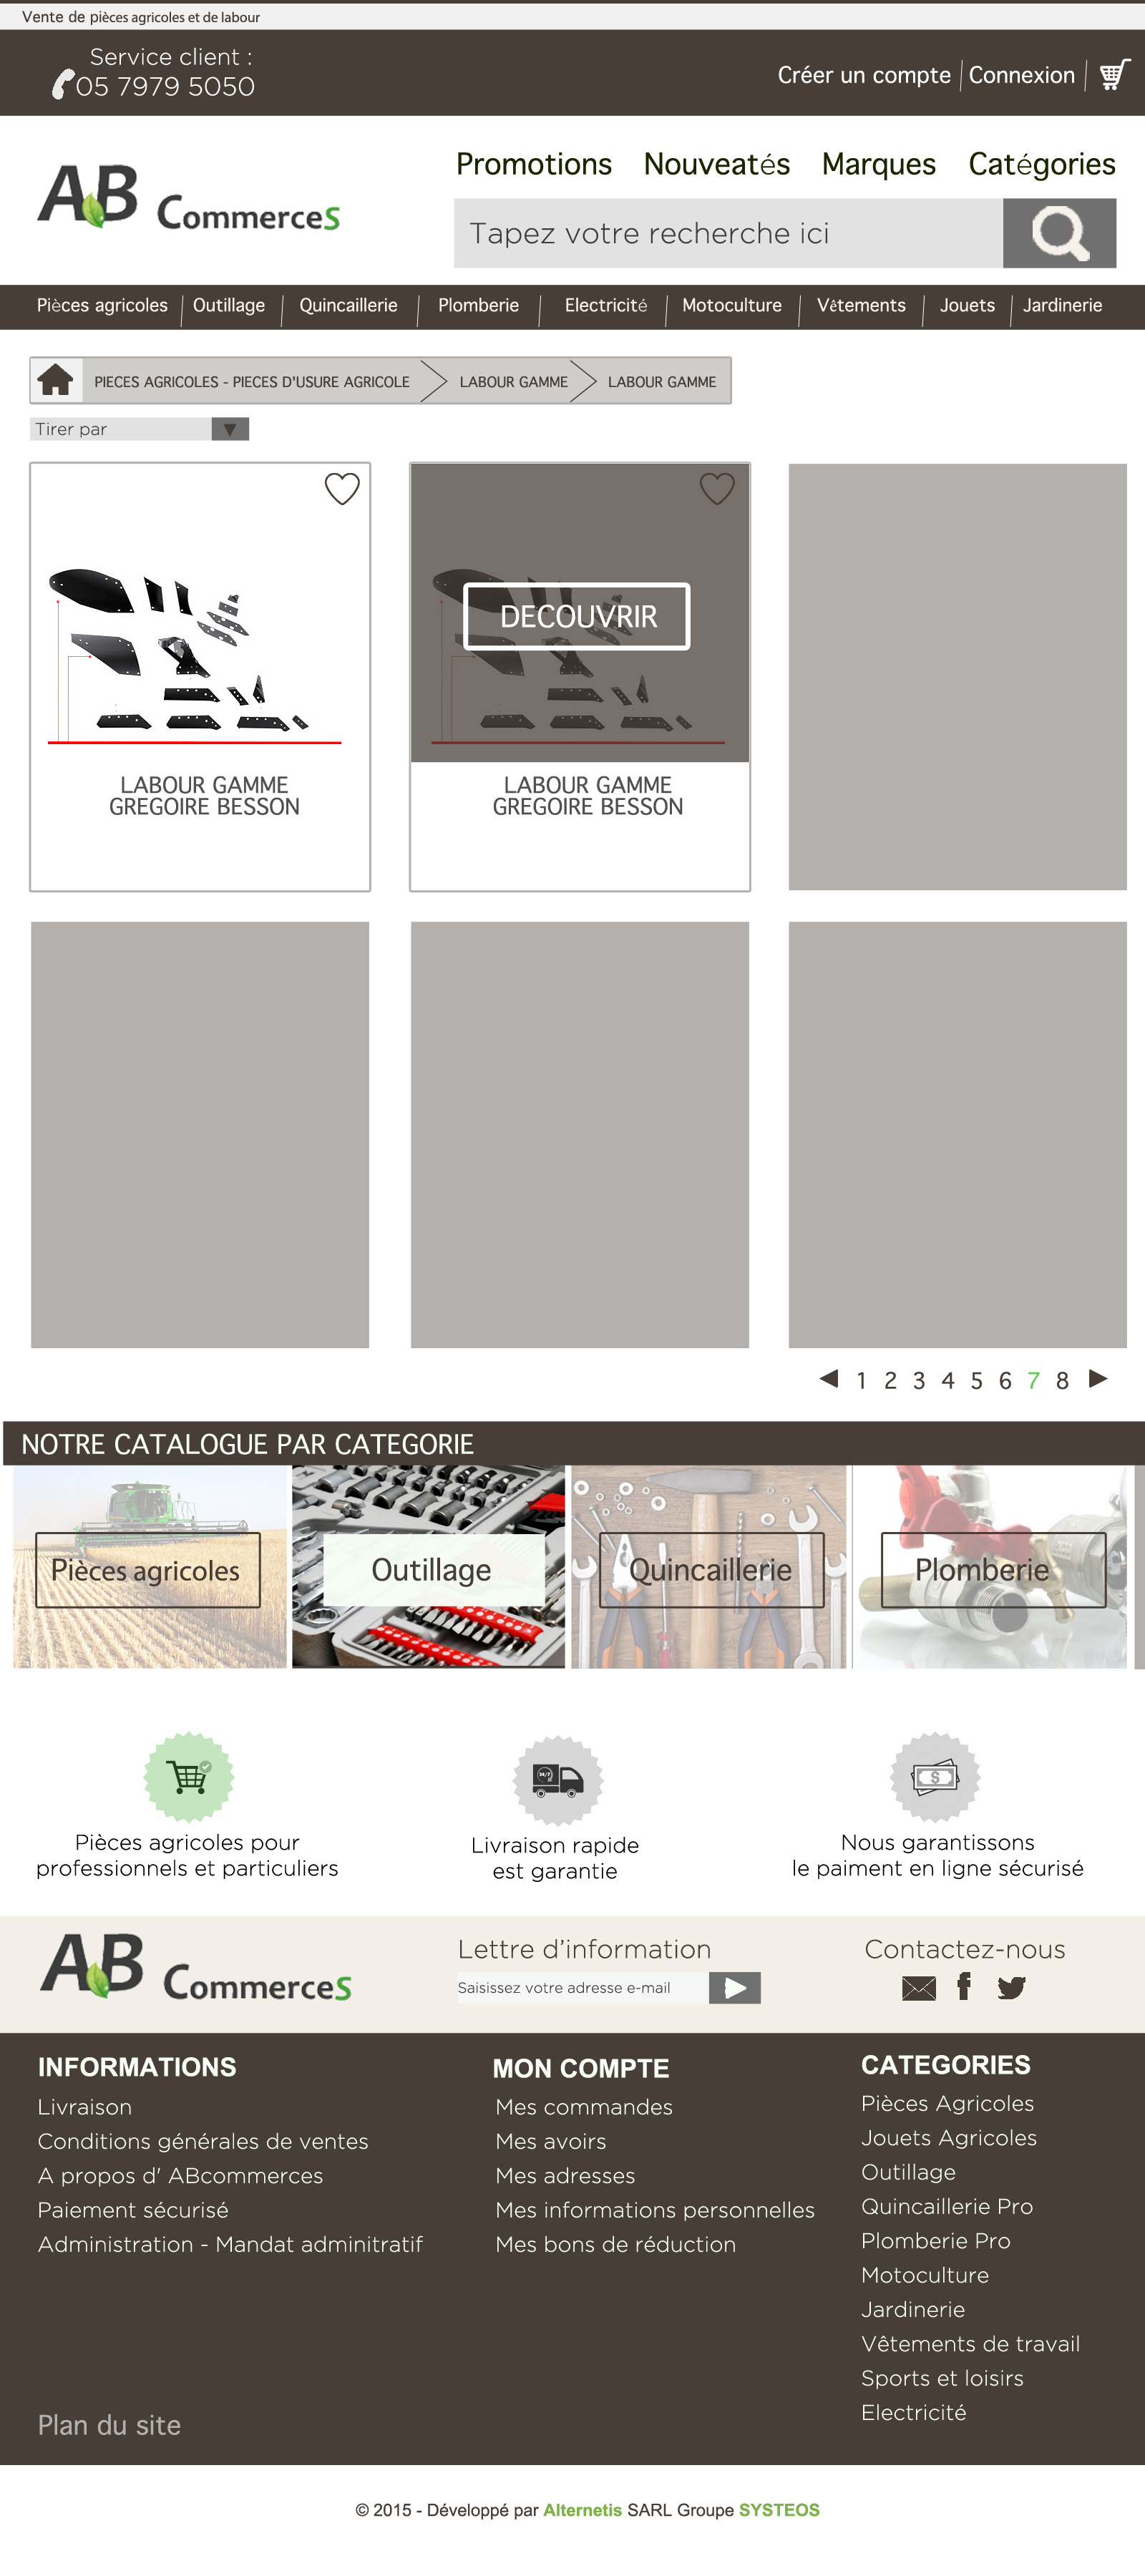 Vente de pièces agricoles et de labour
Service client :
05 7979 5050
Créer un compte
Connexion
AB CommerceS
Promotions
Nouveatés
Marques
Catégories
Tapez votre recherche ici
Pièces agricoles
Outillage
Quincaillerie
Plomberie
Electricité
Motoculture
Vêtements
Jouets
Jardinerie
PIECES AGRICOLES - PIECES D'USURE AGRICOLE
LABOUR GAMME
LABOUR GAMME
Tirer par
DECOUVRIR
LABOUR GAMME
GREGOIRE BESSON
LABOUR GAMME
GREGOIRE BESSON
1 2 3 4 5 6 7 8
NOTRE CATALOGUE PAR CATEGORIE
Pièces agricoles
Outillage
Quincaillerie
Plomberie
24/7
$
Pièces agricoles pour
professionnels et particuliers
Livraison rapide
est garantie
Nous garantissons
le paiment en ligne sécurisé
AB CommerceS
Lettre d'information
Saisissez votre adresse e-mail
Contactez-nous
INFORMATIONS
Livraison
Conditions générales de ventes
A propos d' ABcommerces
Paiement sécurisé
Administration - Mandat adminitratif
Plan du site
MON COMPTE
Mes commandes
Mes avoirs
Mes adresses
Mes informations personnelles
Mes bons de réduction
CATEGORIES
Pièces Agricoles
Jouets Agricoles
Outillage
Quincaillerie Pro
Plomberie Pro
Motoculture
Jardinerie
Vêtements de travail
Sports et loisirs
Electricité
© 2015 - Développé par Alternetis SARL Groupe SYSTEOS